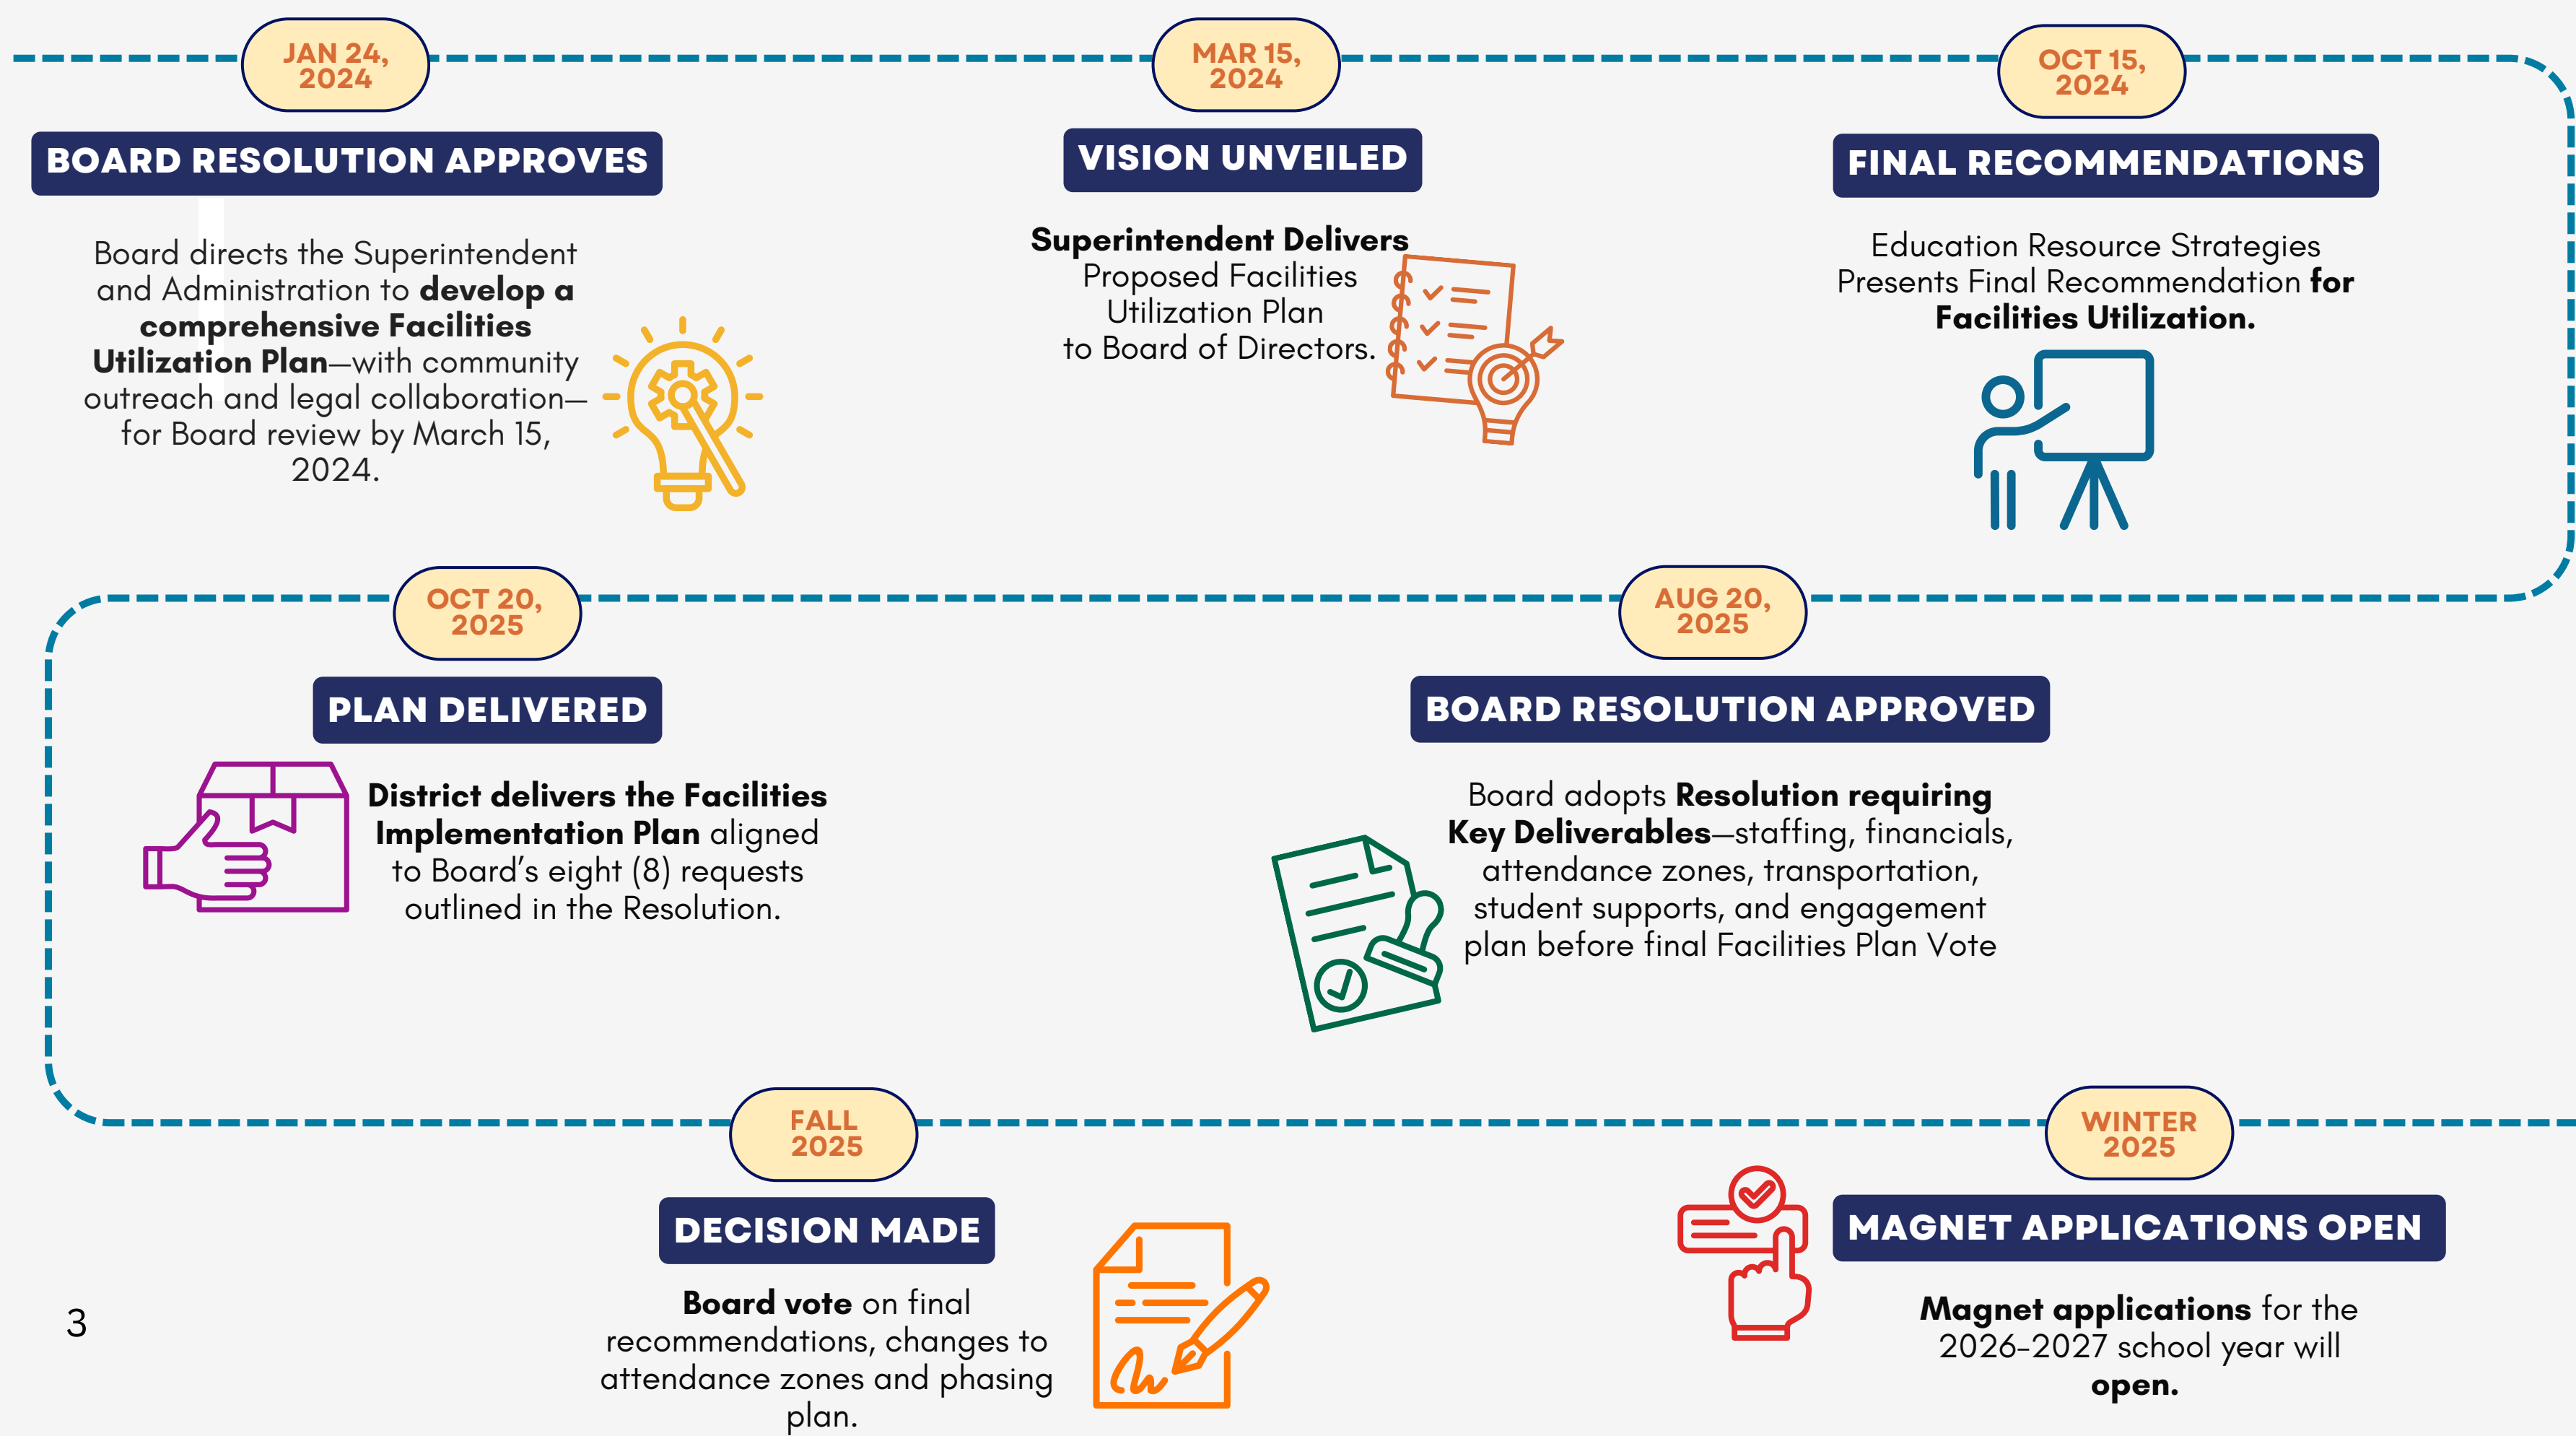 JAN 24,
2024
BOARD RESOLUTION APPROVES
Board directs the Superintendent
and Administration to develop a
comprehensive Facilities
Utilization Plan—with community
outreach and legal collaboration—
for Board review by March 15,
2024.
MAR 15,
2024
VISION UNVEILED
Superintendent Delivers
Proposed Facilities
Utilization Plan
to Board of Directors.
OCT 15,
2024
FINAL RECOMMENDATIONS
Education Resource Strategies
Presents Final Recommendation for
Facilities Utilization.
AUG 20,
2025
BOARD RESOLUTION APPROVED
Board adopts Resolution requiring
Key Deliverables—staffing, financials,
attendance zones, transportation,
student supports, and engagement
plan before final Facilities Plan Vote
OCT 20,
2025
PLAN DELIVERED
District delivers the Facilities
Implementation Plan aligned
to Board's eight (8) requests
outlined in the Resolution.
FALL
2025
DECISION MADE
Board vote on final
recommendations, changes to
attendance zones and phasing
plan.
WINTER
2025
MAGNET APPLICATIONS OPEN
Magnet applications for the
2026-2027 school year will
open.
3